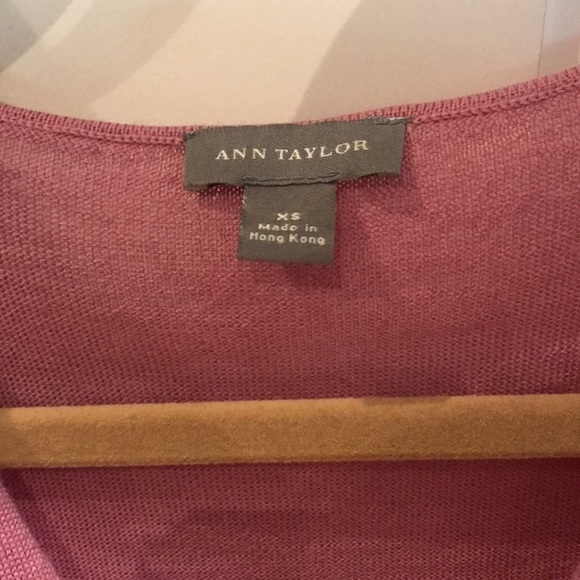 ANN TAYLOR
XS
Made in
Hong Kong